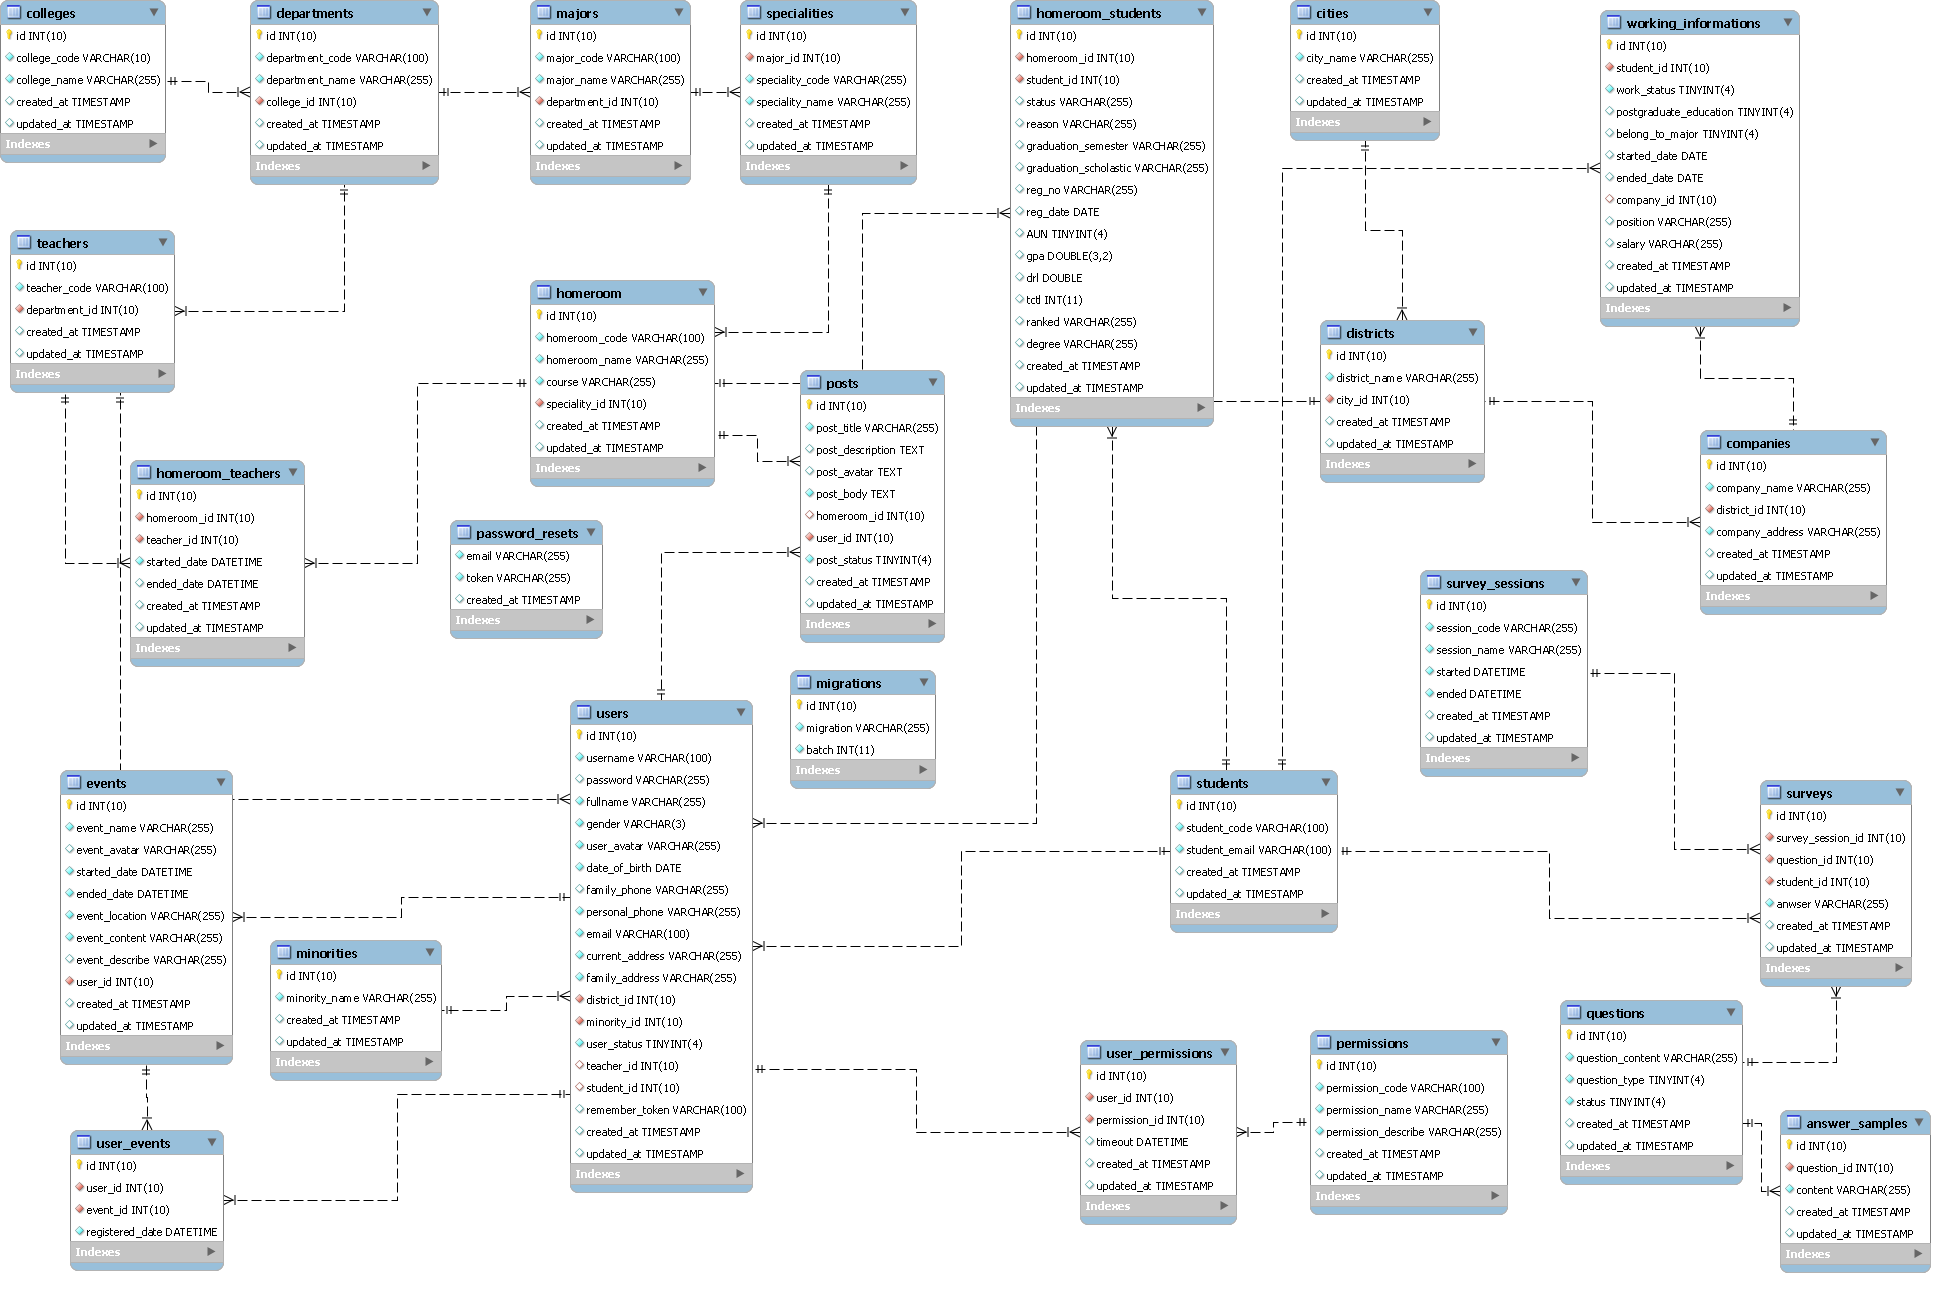 colleges
id INT(10)
college_code VARCHAR(10)
college_name VARCHAR(255)
created_at TIMESTAMP
updated_at TIMESTAMP
Indexes
departments
id INT(10)
department_code VARCHAR(100)
department_name VARCHAR(255)
college_id INT(10)
created_at TIMESTAMP
updated_at TIMESTAMP
Indexes
majors
id INT(10)
major_code VARCHAR(100)
major_name VARCHAR(255)
department_id INT(10)
created_at TIMESTAMP
updated_at TIMESTAMP
Indexes
specialities
id INT(10)
major_id INT(10)
speciality_code VARCHAR(255)
speciality_name VARCHAR(255)
created_at TIMESTAMP
updated_at TIMESTAMP
Indexes
homeroom_students
id INT(10)
homeroom_id INT(10)
student_id INT(10)
status VARCHAR(255)
reason VARCHAR(255)
graduation_semester VARCHAR(255)
graduation_scholastic VARCHAR(255)
reg_no VARCHAR(255)
reg_date DATE
AUN TINYINT(4)
gpa DOUBLE(3,2)
drl DOUBLE
tctl INT(11)
ranked VARCHAR(255)
degree VARCHAR(255)
created_at TIMESTAMP
updated_at TIMESTAMP
Indexes
cities
id INT(10)
city_name VARCHAR(255)
created_at TIMESTAMP
updated_at TIMESTAMP
Indexes
working_informations
id INT(10)
student_id INT(10)
work_status TINYINT(4)
postgraduate_education TINYINT(4)
belong_to_major TINYINT(4)
started_date DATE
ended_date DATE
company_id INT(10)
position VARCHAR(255)
salary VARCHAR(255)
created_at TIMESTAMP
updated_at TIMESTAMP
Indexes
teachers
id INT(10)
teacher_code VARCHAR(100)
department_id INT(10)
created_at TIMESTAMP
updated_at TIMESTAMP
Indexes
homeroom
id INT(10)
homeroom_code VARCHAR(100)
homeroom_name VARCHAR(255)
course VARCHAR(255)
speciality_id INT(10)
created_at TIMESTAMP
updated_at TIMESTAMP
Indexes
posts
id INT(10)
post_title VARCHAR(255)
post_description TEXT
post_avatar TEXT
post_body TEXT
homeroom_id INT(10)
user_id INT(10)
post_status TINYINT(4)
created_at TIMESTAMP
updated_at TIMESTAMP
Indexes
districts
id INT(10)
district_name VARCHAR(255)
city_id INT(10)
created_at TIMESTAMP
updated_at TIMESTAMP
Indexes
companies
id INT(10)
company_name VARCHAR(255)
district_id INT(10)
company_address VARCHAR(255)
created_at TIMESTAMP
updated_at TIMESTAMP
Indexes
homeroom_teachers
id INT(10)
homeroom_id INT(10)
teacher_id INT(10)
started_date DATETIME
ended_date DATETIME
created_at TIMESTAMP
updated_at TIMESTAMP
Indexes
password_resets
email VARCHAR(255)
token VARCHAR(255)
created_at TIMESTAMP
Indexes
survey_sessions
id INT(10)
session_code VARCHAR(255)
session_name VARCHAR(255)
started DATETIME
ended DATETIME
created_at TIMESTAMP
updated_at TIMESTAMP
Indexes
migrations
id INT(10)
migration VARCHAR(255)
batch INT(11)
Indexes
users
id INT(10)
username VARCHAR(100)
password VARCHAR(255)
fullname VARCHAR(255)
gender VARCHAR(3)
user_avatar VARCHAR(255)
date_of_birth DATE
family_phone VARCHAR(255)
personal_phone VARCHAR(255)
email VARCHAR(100)
current_address VARCHAR(255)
family_address VARCHAR(255)
district_id INT(10)
minority_id INT(10)
user_status TINYINT(4)
teacher_id INT(10)
student_id INT(10)
remember_token VARCHAR(100)
created_at TIMESTAMP
updated_at TIMESTAMP
Indexes
events
id INT(10)
event_name VARCHAR(255)
event_avatar VARCHAR(255)
started_date DATETIME
ended_date DATETIME
event_location VARCHAR(255)
event_content VARCHAR(255)
event_describe VARCHAR(255)
user_id INT(10)
created_at TIMESTAMP
updated_at TIMESTAMP
Indexes
students
id INT(10)
student_code VARCHAR(100)
student_email VARCHAR(100)
created_at TIMESTAMP
updated_at TIMESTAMP
Indexes
surveys
id INT(10)
survey_session_id INT(10)
question_id INT(10)
student_id INT(10)
anwser VARCHAR(255)
created_at TIMESTAMP
updated_at TIMESTAMP
Indexes
minorities
id INT(10)
minority_name VARCHAR(255)
created_at TIMESTAMP
updated_at TIMESTAMP
Indexes
user_permissions
id INT(10)
user_id INT(10)
permission_id INT(10)
timeout DATETIME
created_at TIMESTAMP
updated_at TIMESTAMP
Indexes
permissions
id INT(10)
permission_code VARCHAR(100)
permission_name VARCHAR(255)
permission_describe VARCHAR(255)
created_at TIMESTAMP
updated_at TIMESTAMP
Indexes
questions
id INT(10)
question_content VARCHAR(255)
question_type TINYINT(4)
status TINYINT(4)
created_at TIMESTAMP
updated_at TIMESTAMP
Indexes
answer_samples
id INT(10)
question_id INT(10)
content VARCHAR(255)
created_at TIMESTAMP
updated_at TIMESTAMP
Indexes
user_events
id INT(10)
user_id INT(10)
event_id INT(10)
registered_date DATETIME
Indexes